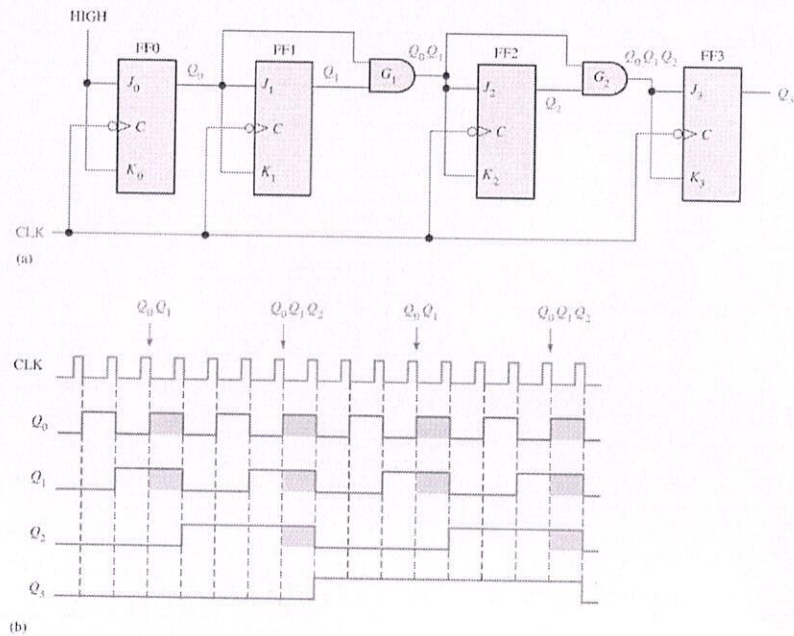 HIGH
FF0 FF1 FF2 FF3
Q₀ Q₁ G₁ Q₀Q₁ Q₂ G₂ Q₀Q₁Q₂
J₀ J₁ J₂ J₃ Q₃
C C C C
K₀ K₁ K₂ K₃
CLK
(a)
Q₀Q₁ Q₀Q₁Q₂ Q₀Q₁ Q₀Q₁Q₂
CLK
Q₀
Q₁
Q₂
Q₃
(b)